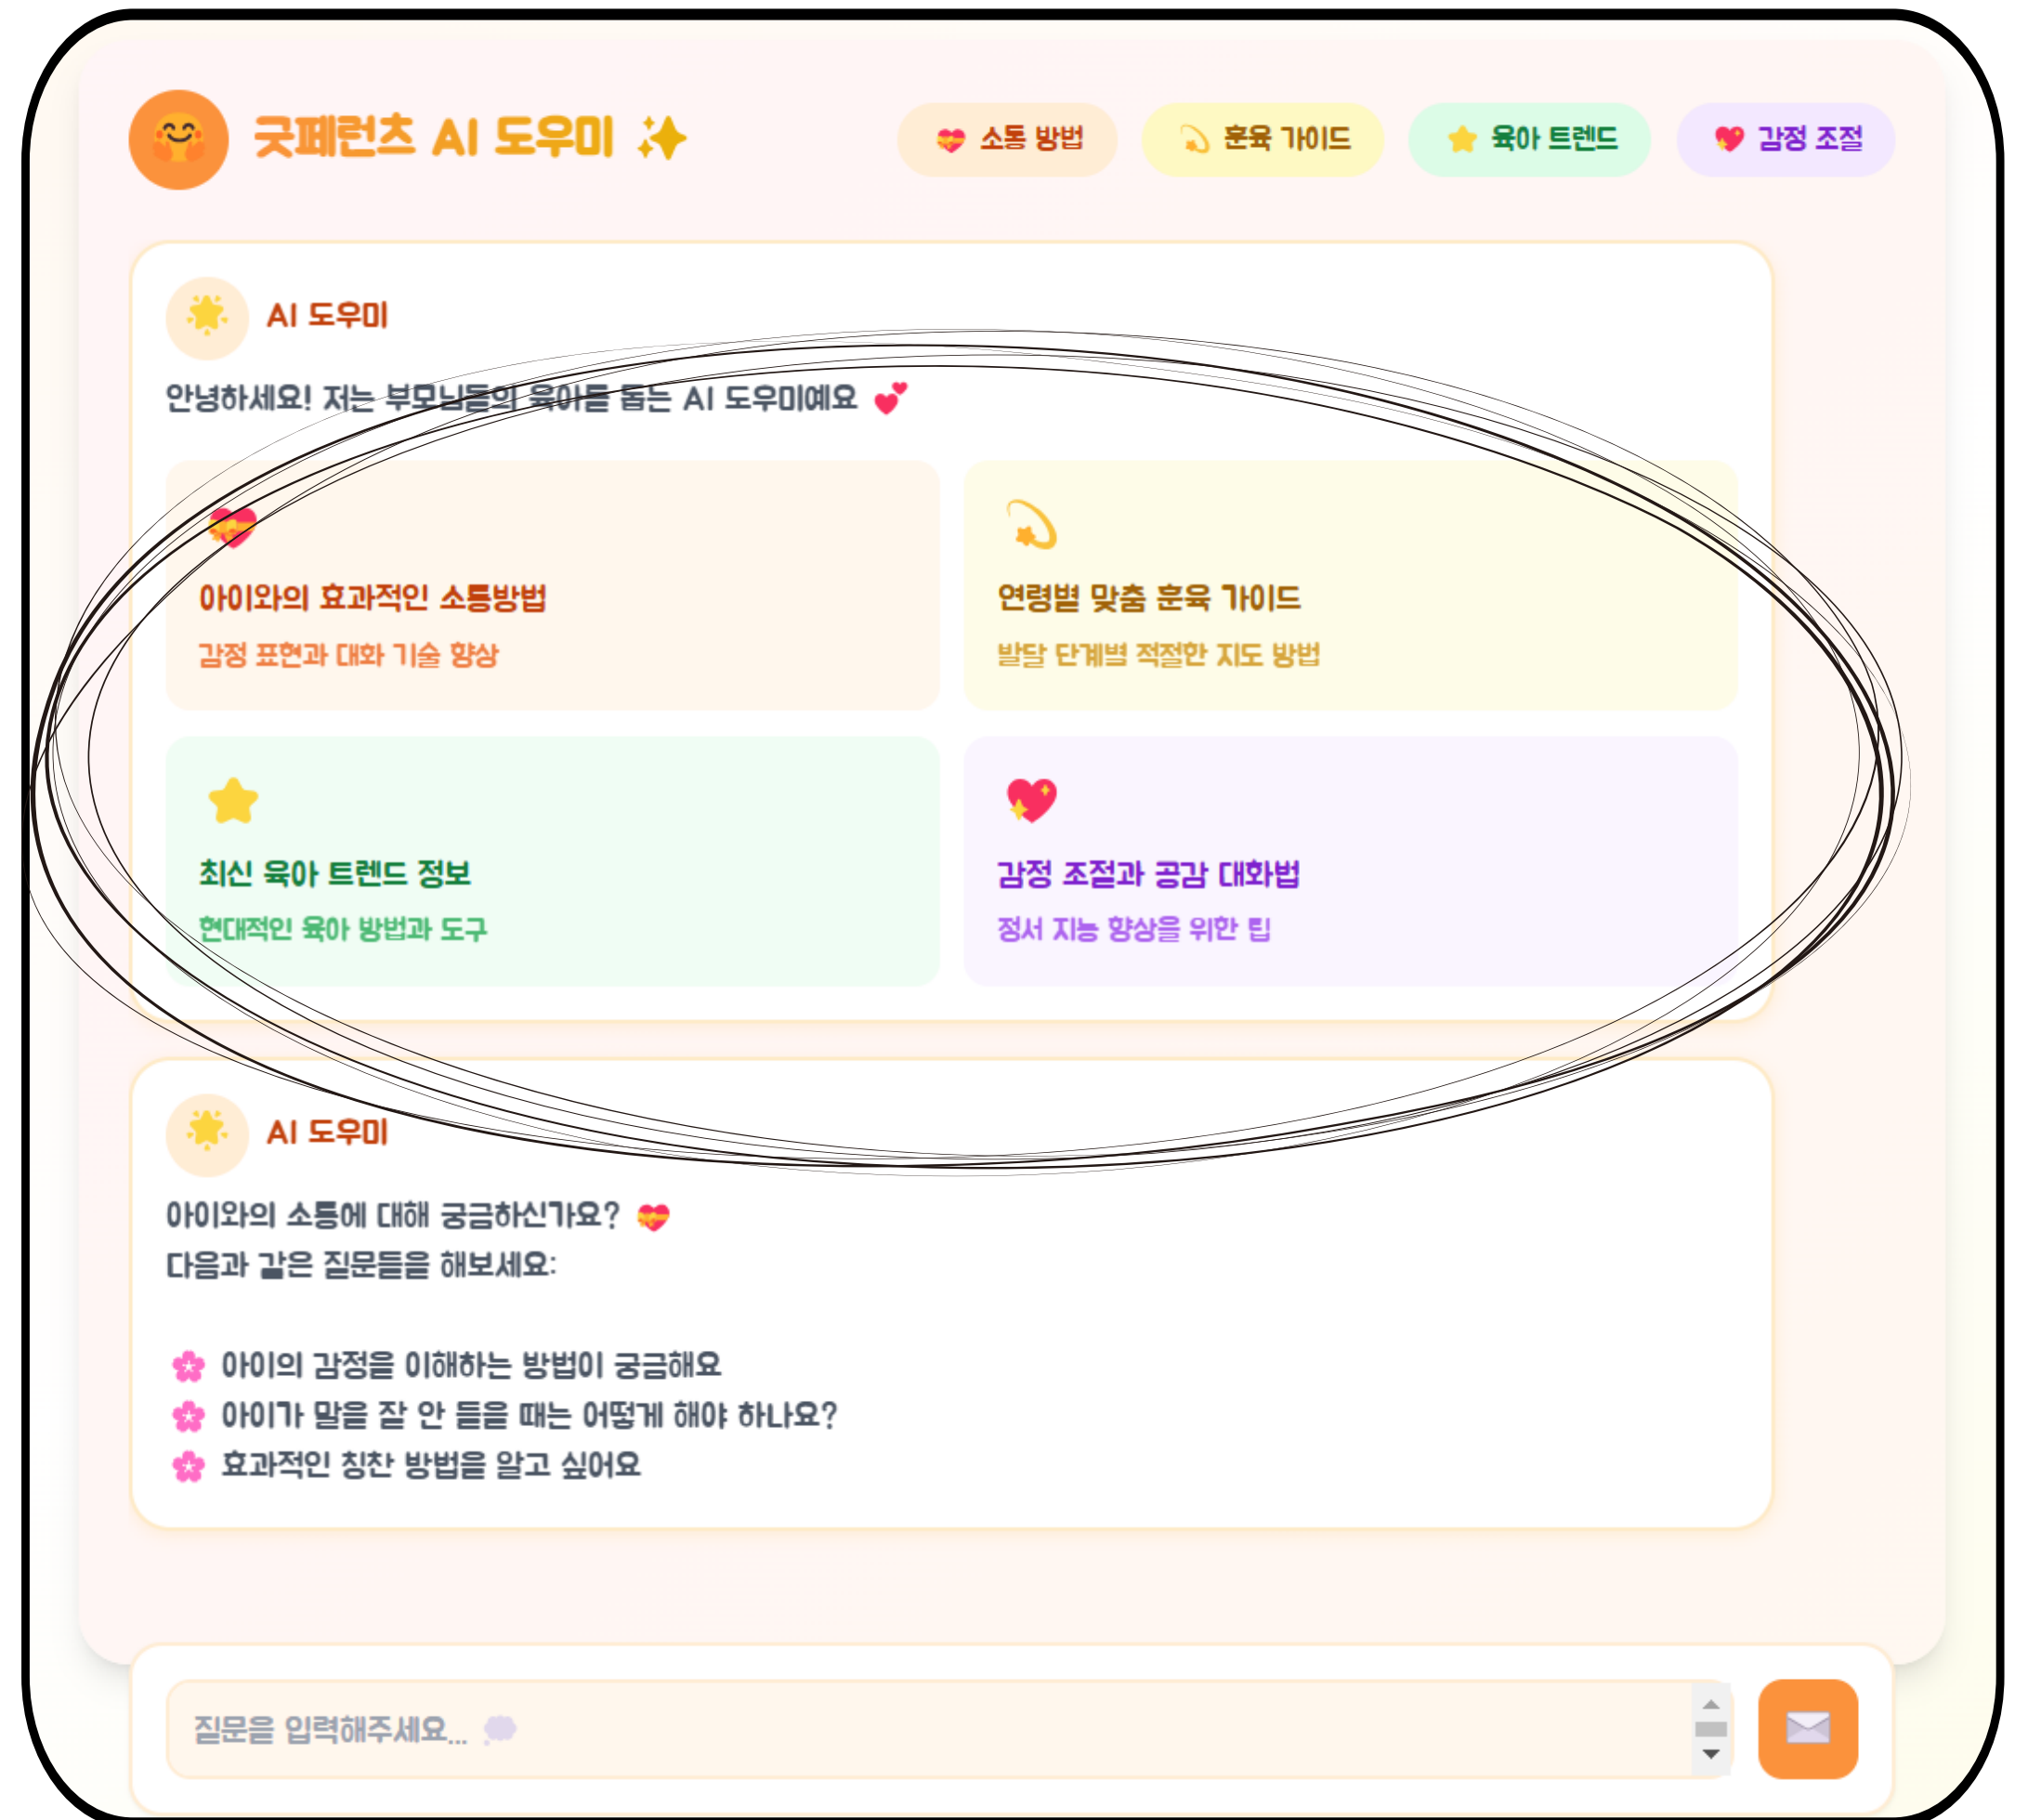 굿페런츠 AI 도우미
소통 방법
훈육 가이드
육아 트렌드
감정 조절
AI 도우미
안녕하세요! 저는 부모님들의 육아를 돕는 AI 도우미예요
아이와의 효과적인 소통방법
감정 표현과 대화 기술 향상
연령별 맞춤 훈육 가이드
발달 단계별 적절한 지도 방법
최신 육아 트렌드 정보
현대적인 육아 방법과 도구
감정 조절과 공감 대화법
정서 지능 향상을 위한 팁
AI 도우미
아이와의 소통에 대해 궁금하신가요?
다음과 같은 질문들을 해보세요:
아이의 감정을 이해하는 방법이 궁금해요
아이가 말을 잘 안 들을 때는 어떻게 해야 하나요?
효과적인 칭찬 방법을 알고 싶어요
질문을 입력해주세요...